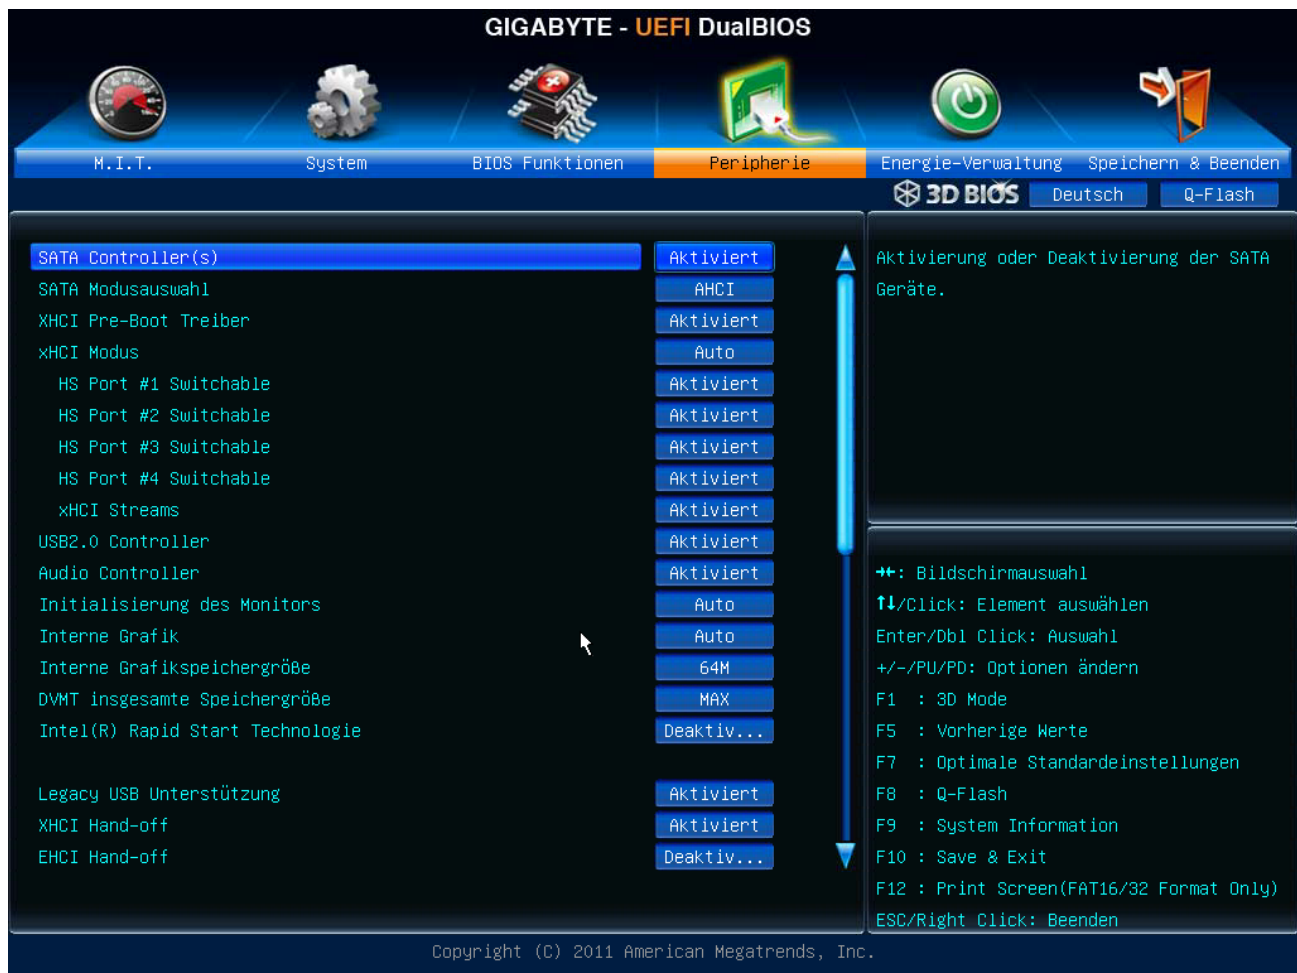 GIGABYTE - UEFI DualBIOS
M.I.T. System BIOS Funktionen Peripherie Energie-Verwaltung Speichern & Beenden
3D BIOS Deutsch Q-Flash
SATA Controller(s) Aktiviert
SATA Modusauswahl AHCI
XHCI Pre-Boot Treiber Aktiviert
xHCI Modus Auto
HS Port #1 Switchable Aktiviert
HS Port #2 Switchable Aktiviert
HS Port #3 Switchable Aktiviert
HS Port #4 Switchable Aktiviert
xHCI Streams Aktiviert
USB2.0 Controller Aktiviert
Audio Controller Aktiviert
Initialisierung des Monitors Auto
Interne Grafik Auto
Interne Grafikspeichergröße 64M
DVMT insgesamte Speichergröße MAX
Intel(R) Rapid Start Technologie Deaktiv...
Legacy USB Unterstützung Aktiviert
XHCI Hand-off Aktiviert
EHCI Hand-off Deaktiv...
Aktivierung oder Deaktivierung der SATA
Geräte.
→←: Bildschirmauswahl
↑↓/Click: Element auswählen
Enter/Dbl Click: Auswahl
+/-/PU/PD: Optionen ändern
F1 : 3D Mode
F5 : Vorherige Werte
F7 : Optimale Standardeinstellungen
F8 : Q-Flash
F9 : System Information
F10 : Save & Exit
F12 : Print Screen(FAT16/32 Format Only)
ESC/Right Click: Beenden
Copyright (C) 2011 American Megatrends, Inc.